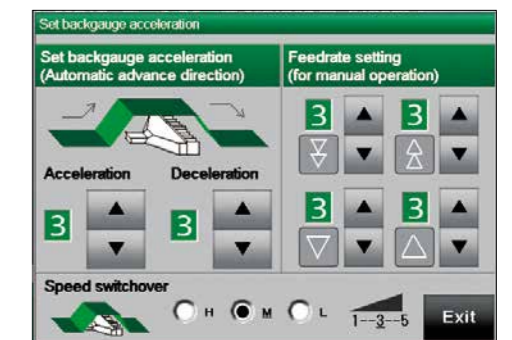 Set backgauge acceleration
Set backgauge acceleration
(Automatic advance direction)
Feedrate setting
(for manual operation)
3 3
Acceleration Deceleration
3 3
3 3
Speed switchover
H M L
1--3--5
Exit